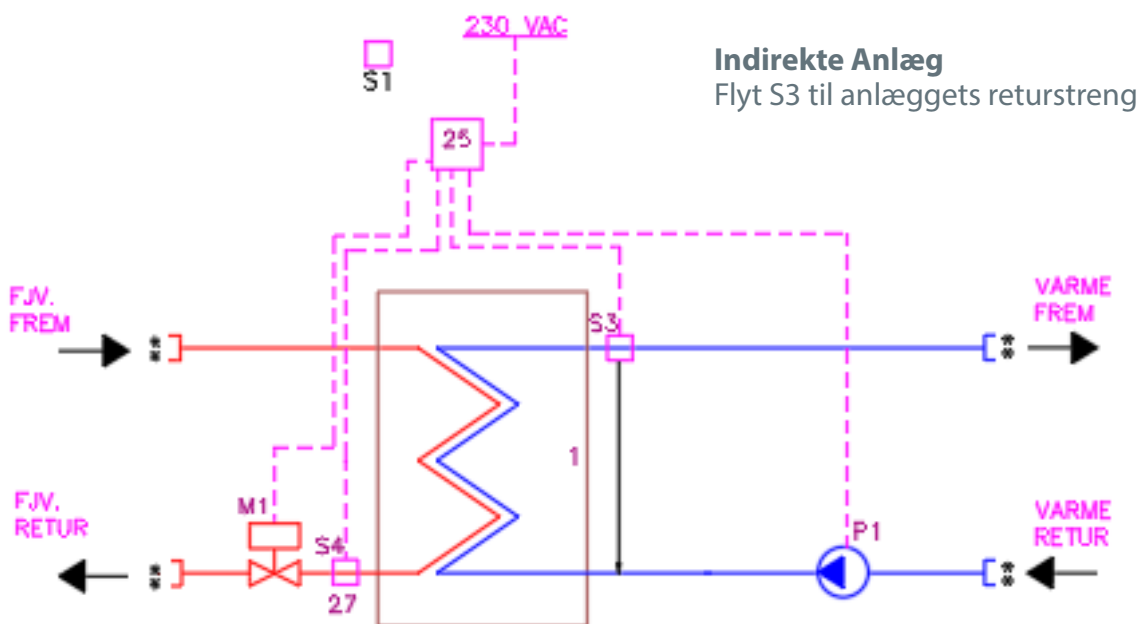 230 VAC
Indirekte Anlæg
Flyt S3 til anlæggets returstreng
S1
25
FJV.
FREM
VARME
FREM
S3
**
**
1
FJV.
RETUR
M1
S4
27
P1
VARME
RETUR
**
**